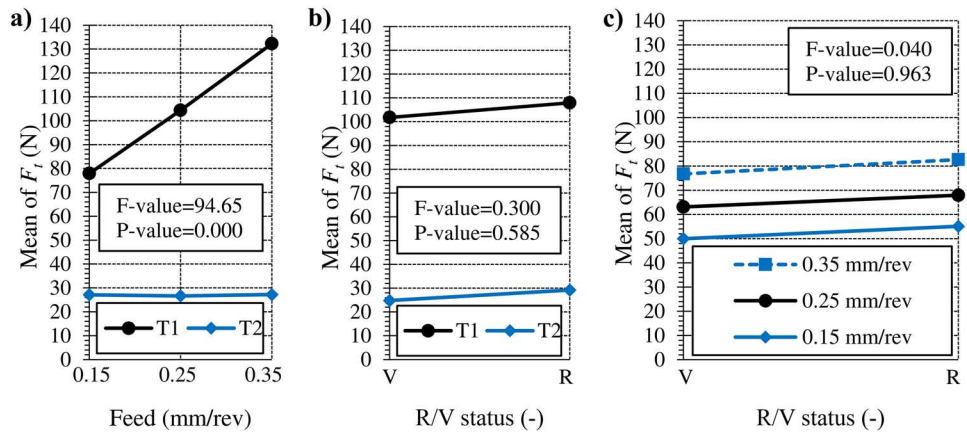 a)
Mean of Ft (N)
140
130
120
110
100
90
80
70
60
50
40
30
20
10
0
F-value=94.65
P-value=0.000
T1 T2
0.15 0.25 0.35
Feed (mm/rev)
b)
Mean of Ft (N)
140
130
120
110
100
90
80
70
60
50
40
30
20
10
0
F-value=0.300
P-value=0.585
T1 T2
V R
R/V status (-)
c)
Mean of Ft (N)
140
130
120
110
100
90
80
70
60
50
40
30
20
10
0
F-value=0.040
P-value=0.963
0.35 mm/rev
0.25 mm/rev
0.15 mm/rev
V R
R/V status (-)